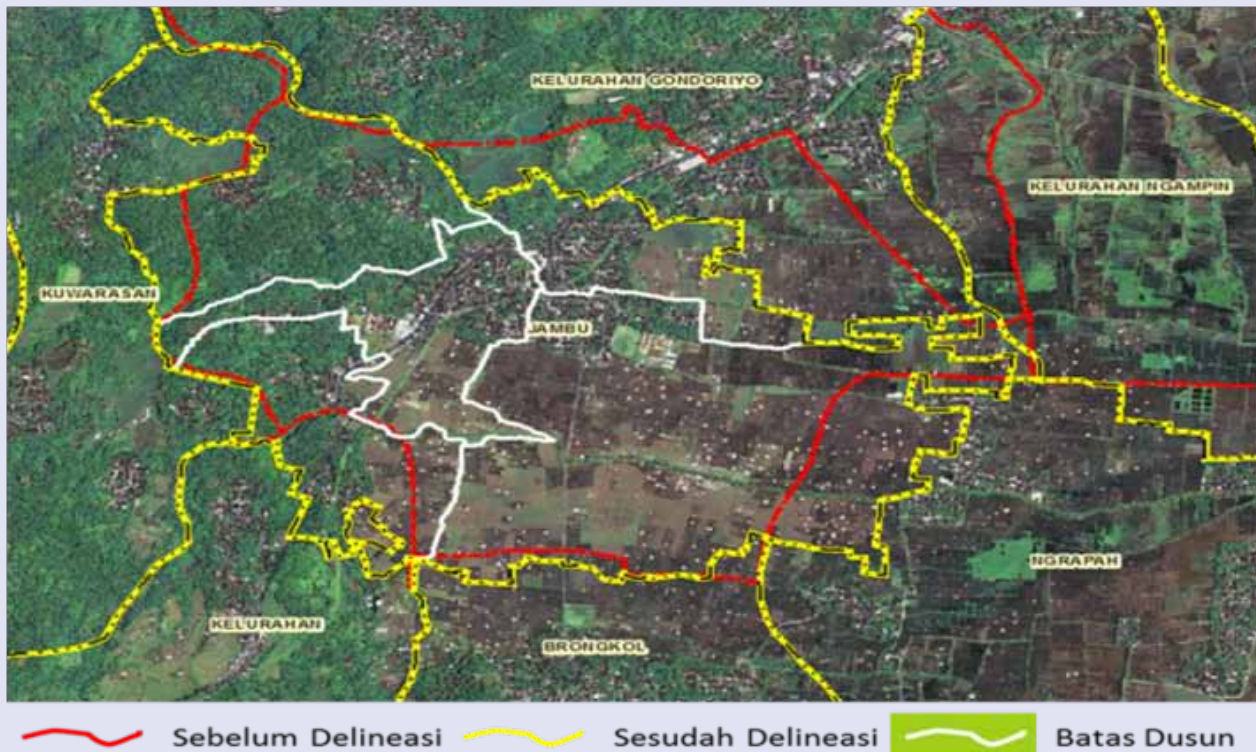 KELURAHAN GONDORIYO
KELURAHAN NGAMPIN
KUWARASAN
JAMBU
NGRAPAH
KELURAHAN
BRONGKOL
Sebelum Delineasi
Sesudah Delineasi
Batas Dusun